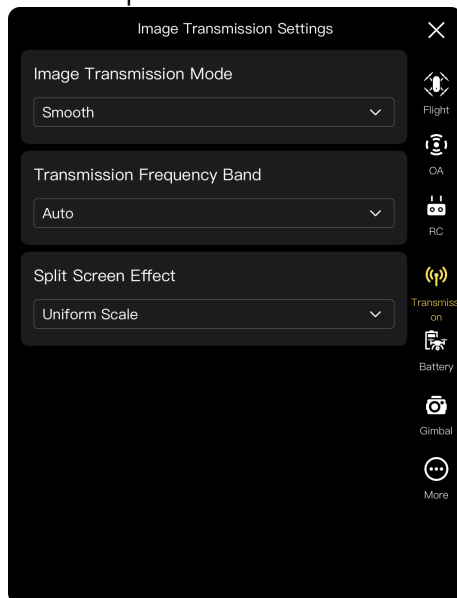 Image Transmission Settings
Image Transmission Mode
Smooth
Transmission Frequency Band
Auto
Split Screen Effect
Uniform Scale
Flight
OA
RC
Transmiss
on
Battery
Gimbal
More